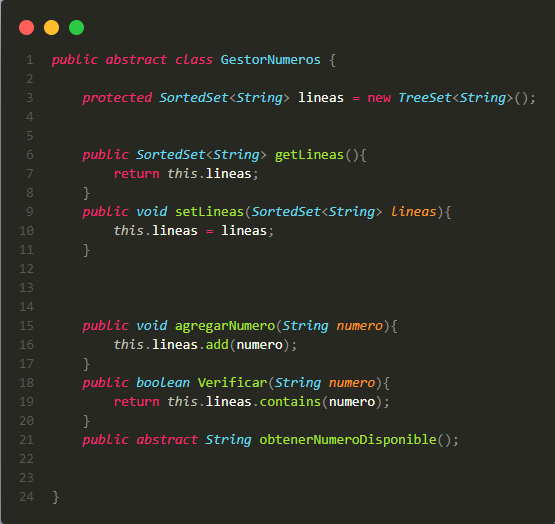 1 public abstract class GestorNumeros {
2
3 protected SortedSet<String> lineas = new TreeSet<String>();
4
5
6 public SortedSet<String> getLineas(){
7 return this.lineas;
8 }
9 public void setLineas(SortedSet<String> lineas){
10 this.lineas = lineas;
11 }
12
13
14
15 public void agregarNumero(String numero){
16 this.lineas.add(numero);
17 }
18 public boolean Verificar(String numero){
19 return this.lineas.contains(numero);
20 }
21 public abstract String obtenerNumeroDisponible();
22
23
24 }